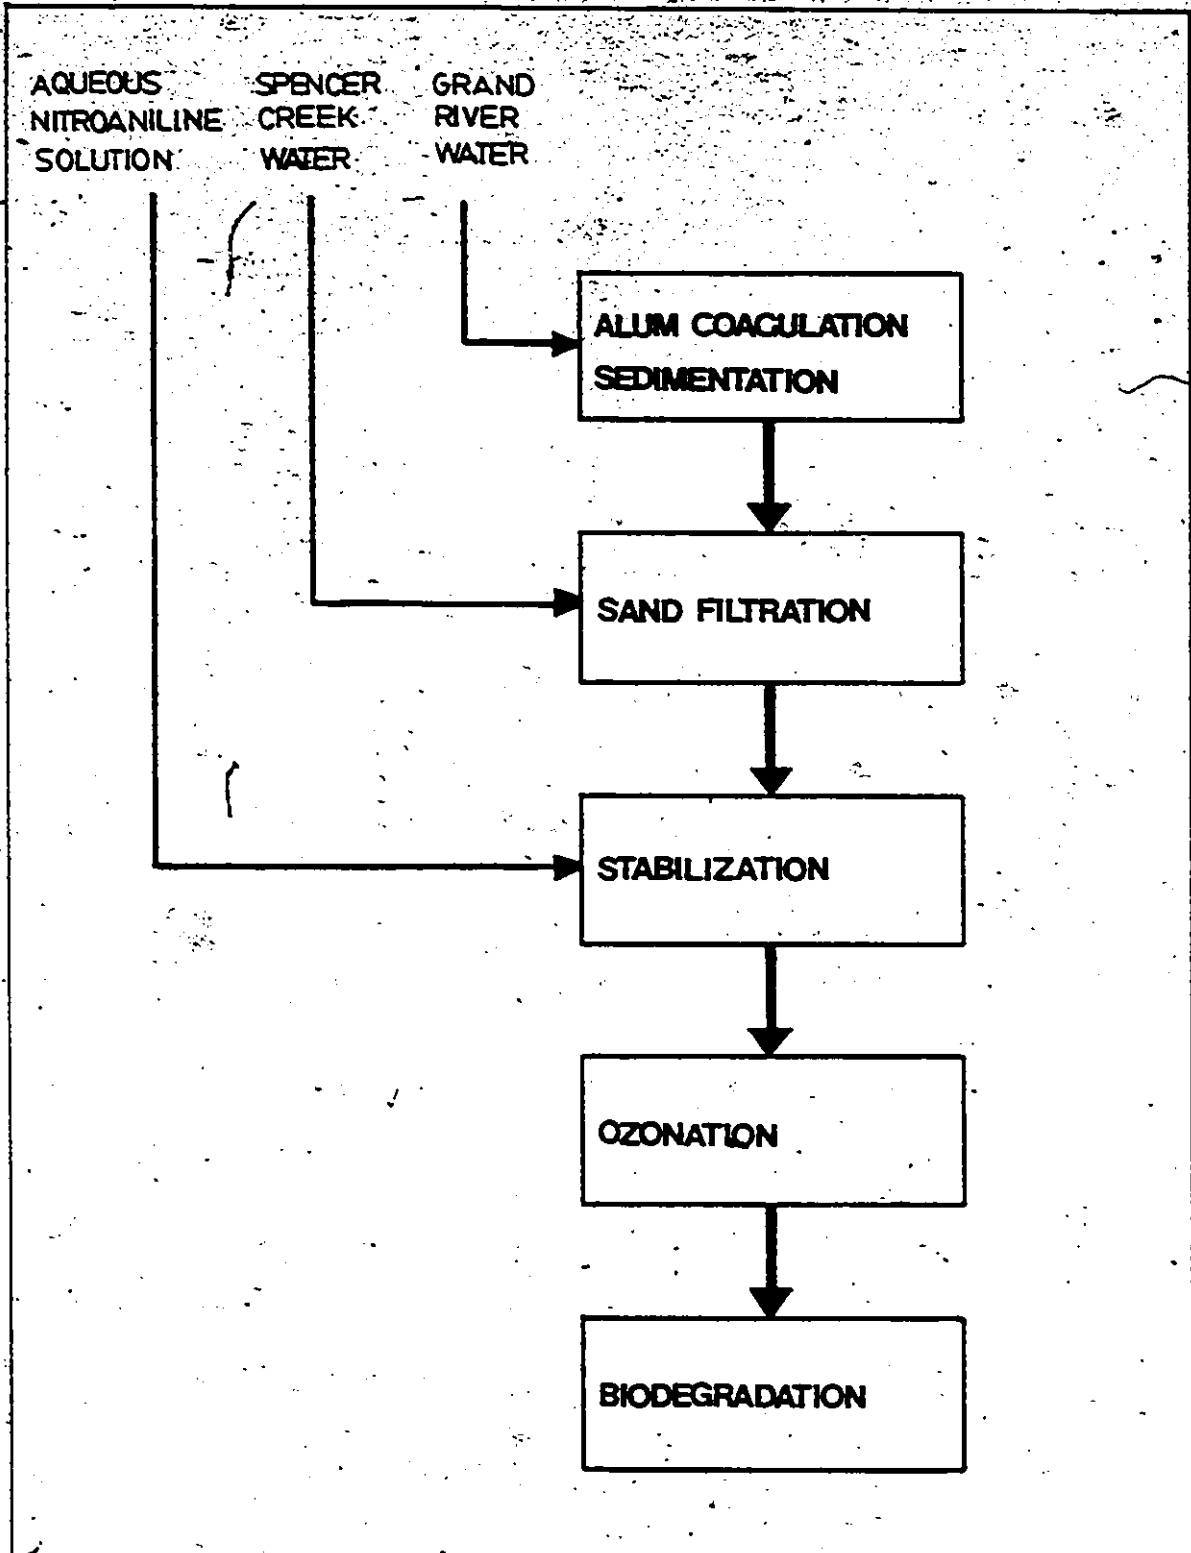 AQUEOUS
NITROANILINE
SOLUTION
SPENCER
CREEK
WATER
GRAND
RIVER
WATER
ALUM COAGULATION
SEDIMENTATION
SAND FILTRATION
STABILIZATION
OZONATION
BIODEGRADATION